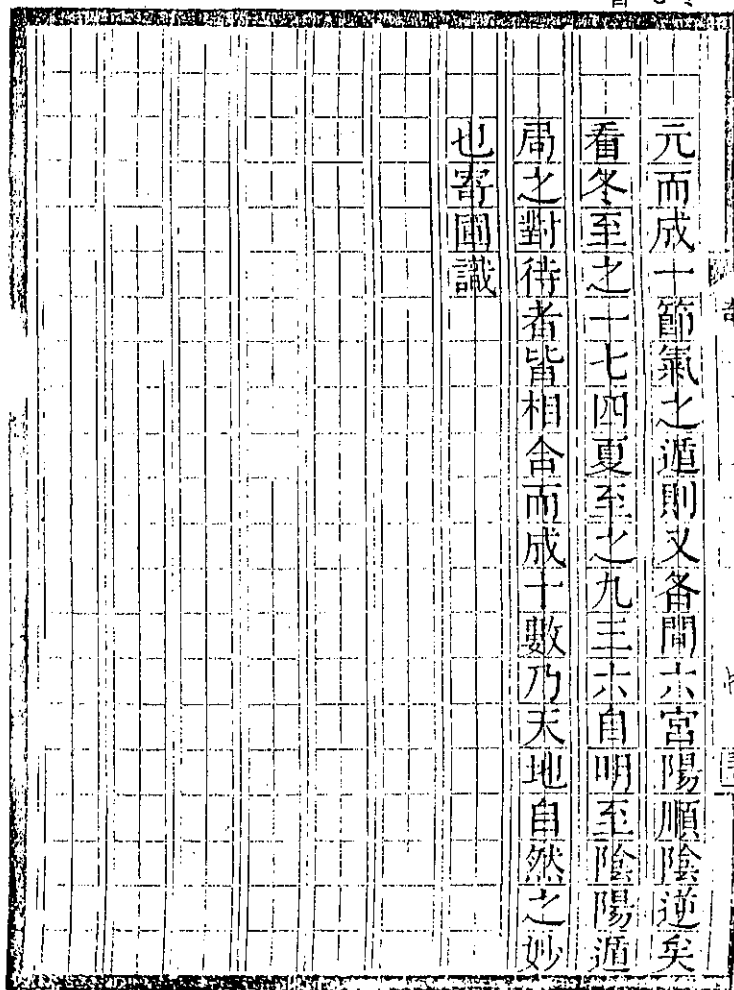 元而成一節氣之遁則又各間六宮陽順陰逆矣
看冬至之一七四夏至之九三六自明至陰陽遁
局之對待者皆相合而成十數乃天地自然之妙
也寄圃識